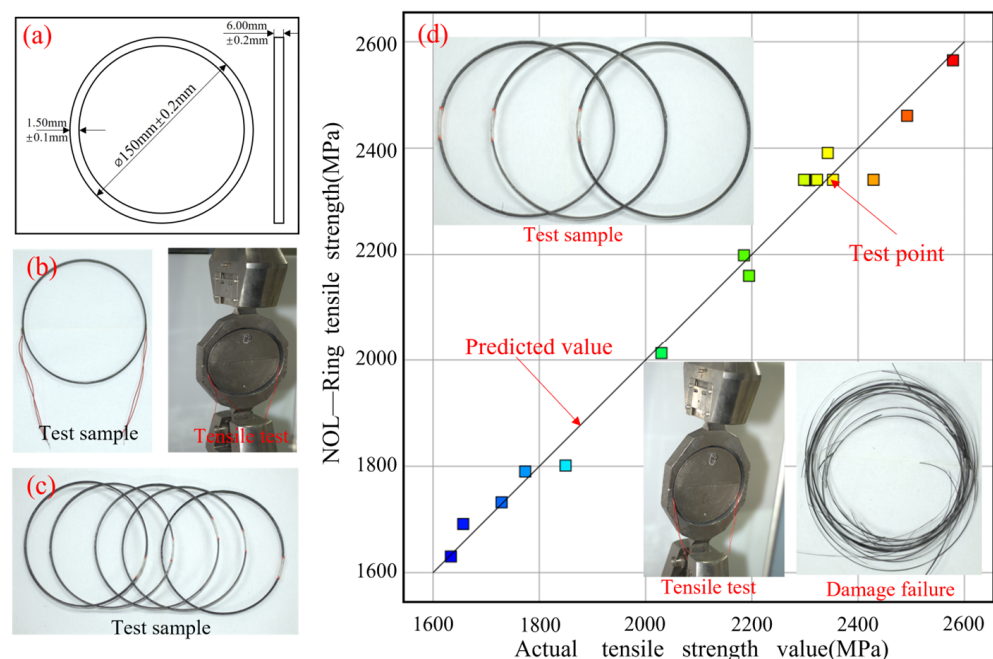 (a)
6.00mm
±0.2mm
1.50mm
±0.1mm
⌀150mm±0.2mm
(b)
Test sample
Tensile test
(c)
Test sample
(d)
NOL—Ring tensile strength(MPa)
2600
2400
2200
2000
1800
1600
Test sample
Test point
Predicted value
Tensile test
Damage failure
1600 1800 2000 2200 2400 2600
Actual tensile strength value(MPa)